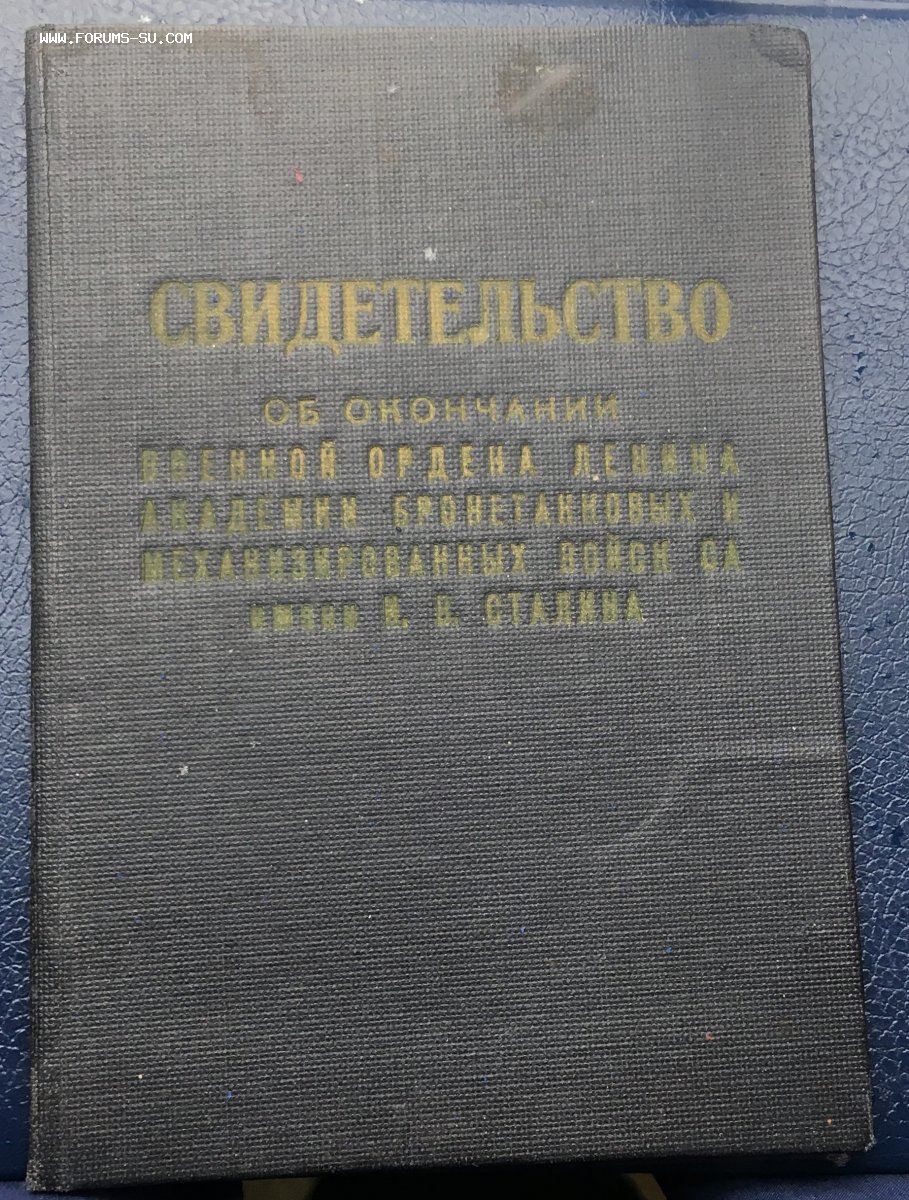 WWW.FORUMS-SU.COM
СВИДЕТЕЛЬСТВО
ОБ ОКОНЧАНИИ
ВОЕННОЙ ОРДЕНА ЛЕНИНА
АКАДЕМИИ БРОНЕТАНКОВЫХ И
МЕХАНИЗИРОВАННЫХ ВОЙСК СА
имени И. В. СТАЛИНА